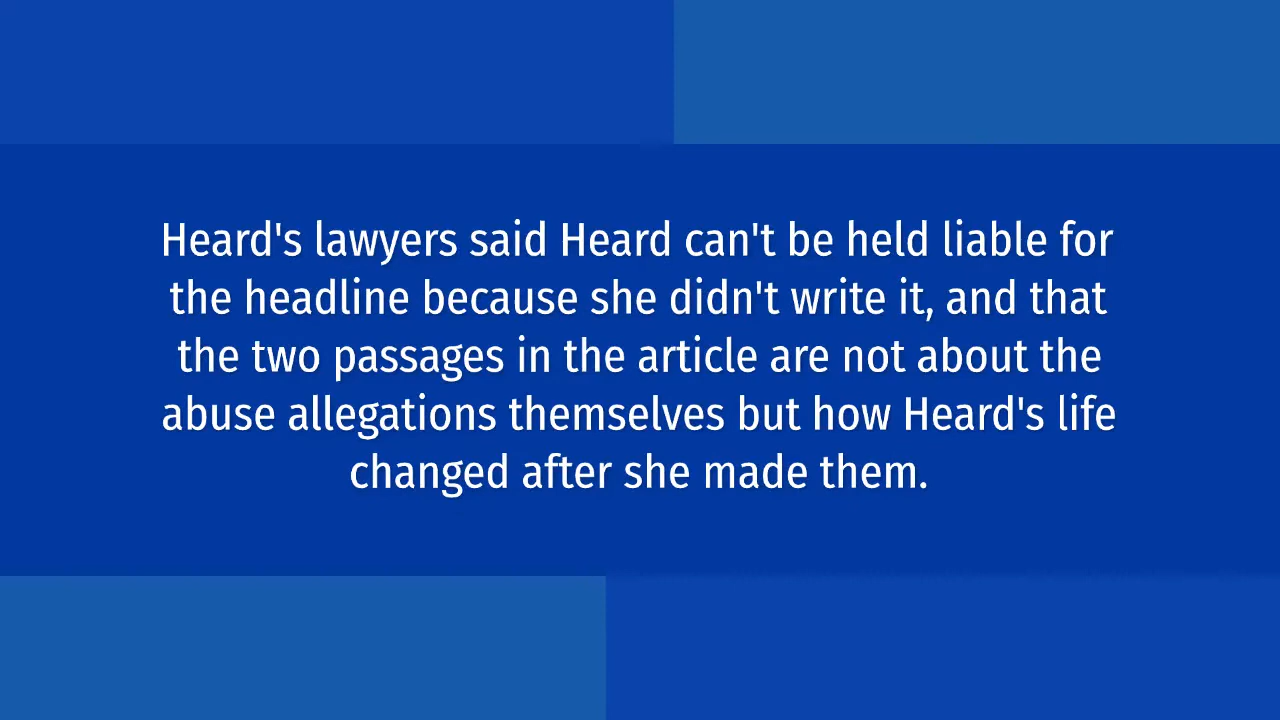 Heard's lawyers said Heard can't be held liable for
the headline because she didn't write it, and that
the two passages in the article are not about the
abuse allegations themselves but how Heard's life
changed after she made them.